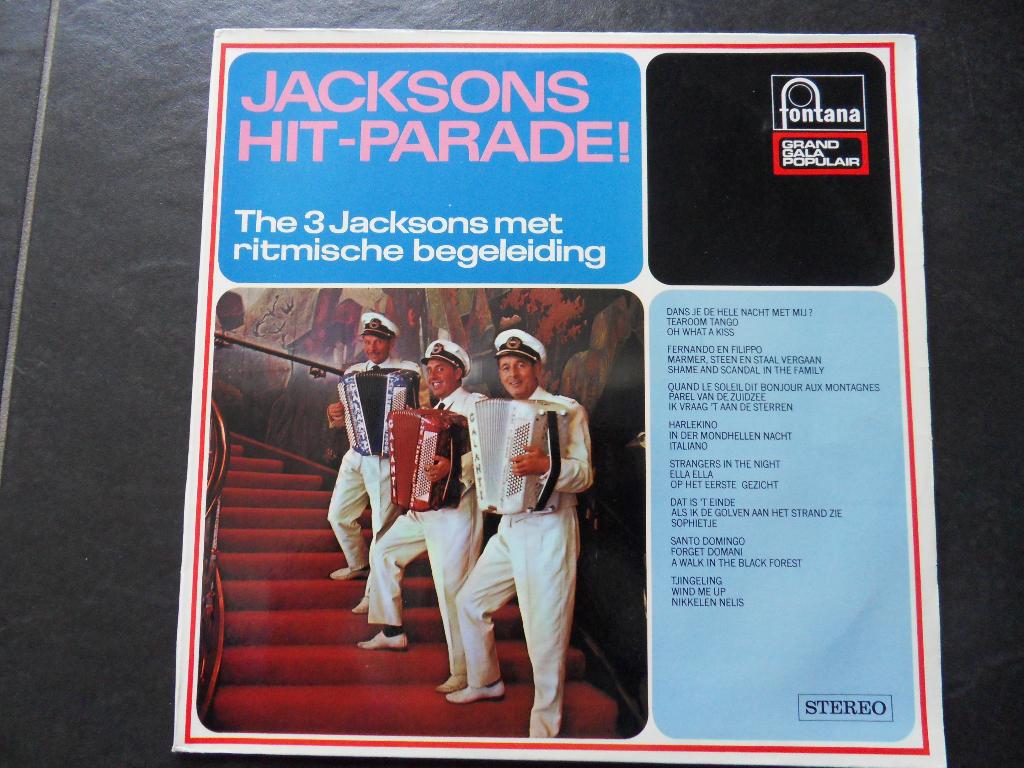 JACKSONS
HIT-PARADE!
The 3 Jacksons met
ritmische begeleiding
fontana
GRAND
GALA
POPULAIR
DANS JE DE HELE NACHT MET MIJ?
TEAROOM TANGO
OH WHAT A KISS
FERNANDO EN FILIPPO
MARMER, STEEN EN STAAL VERGAAN
SHAME AND SCANDAL IN THE FAMILY
QUAND LE SOLEIL DIT BONJOUR AUX MONTAGNES
PAREL VAN DE ZUIDZEE
IK VRAAG 'T AAN DE STERREN
HARLEKINO
IN DER MONDHELLEN NACHT
ITALIANO
STRANGERS IN THE NIGHT
ELLA ELLA
OP HET EERSTE GEZICHT
DAT IS 'T EINDE
ALS IK DE GOLVEN AAN HET STRAND ZIE
SOPHIETJE
SANTO DOMINGO
FORGET DOMANI
A WALK IN THE BLACK FOREST
TJINGELING
WIND ME UP
NIKKELEN NELIS
STEREO